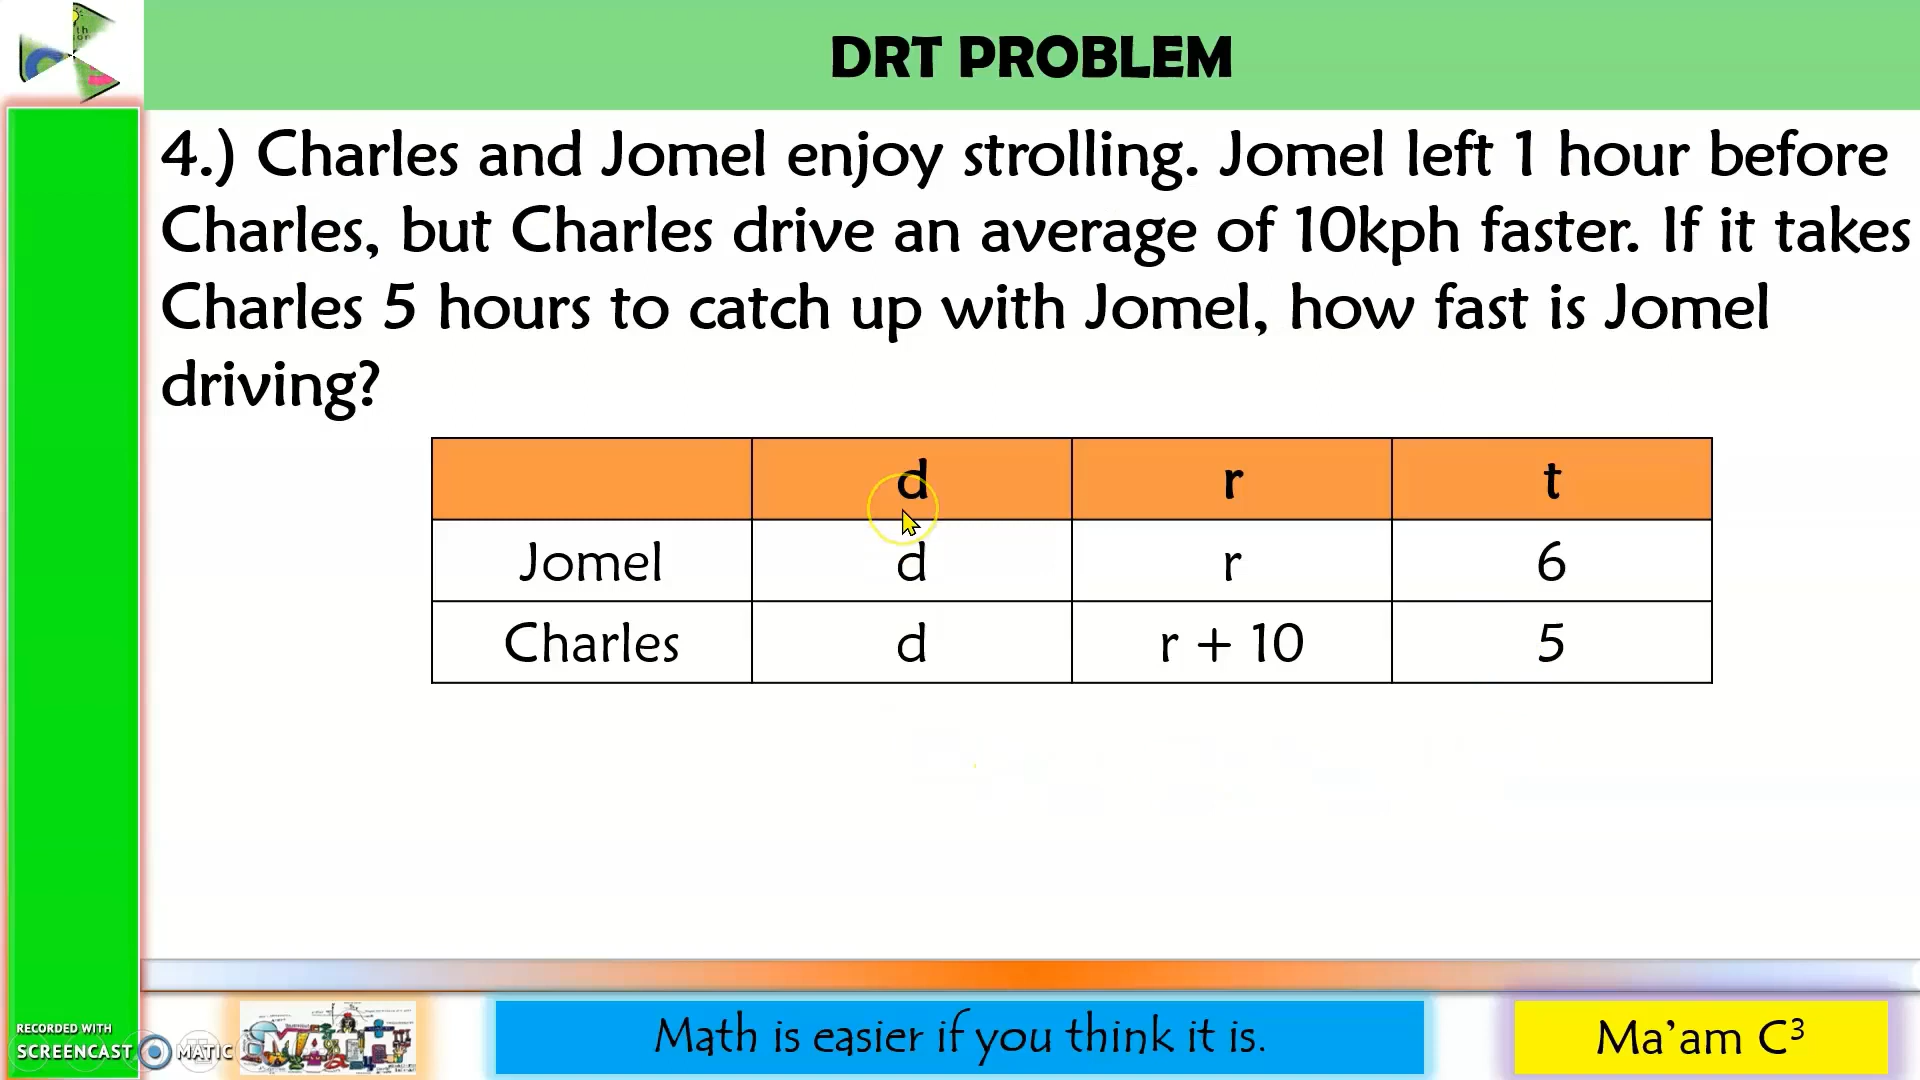 DRT PROBLEM
4.) Charles and Jomel enjoy strolling. Jomel left 1 hour before
Charles, but Charles drive an average of 10kph faster. If it takes
Charles 5 hours to catch up with Jomel, how fast is Jomel
driving?
d r t
Jomel d r 6
Charles d r + 10 5
RECORDED WITH
SCREENCAST MATIC
MATH
Math is easier if you think it is.
Ma'am C³